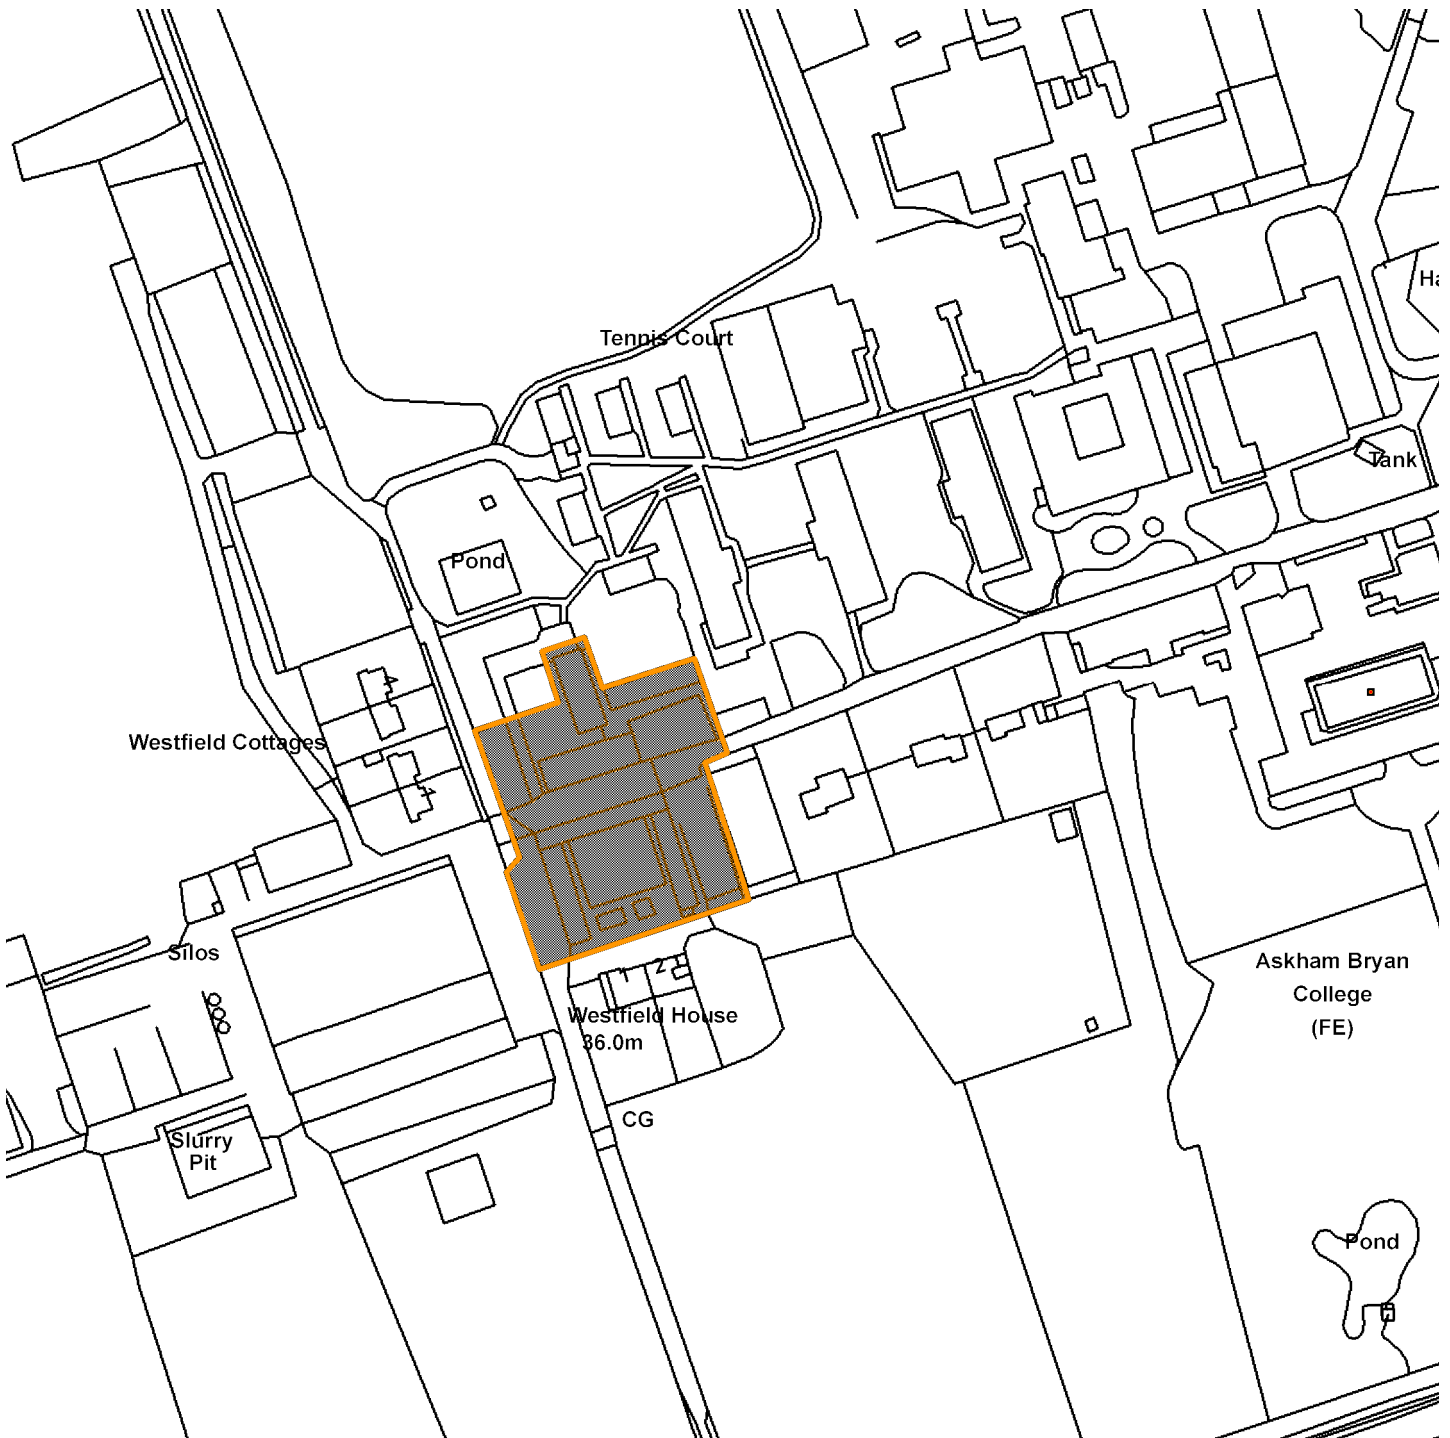 Ha
Tennis Court
Tank
Pond
Westfield Cottages
Silos
Askham Bryan
College
(FE)
1
2
Westfield House
36.0m
CG
Slurry
Pit
Pond